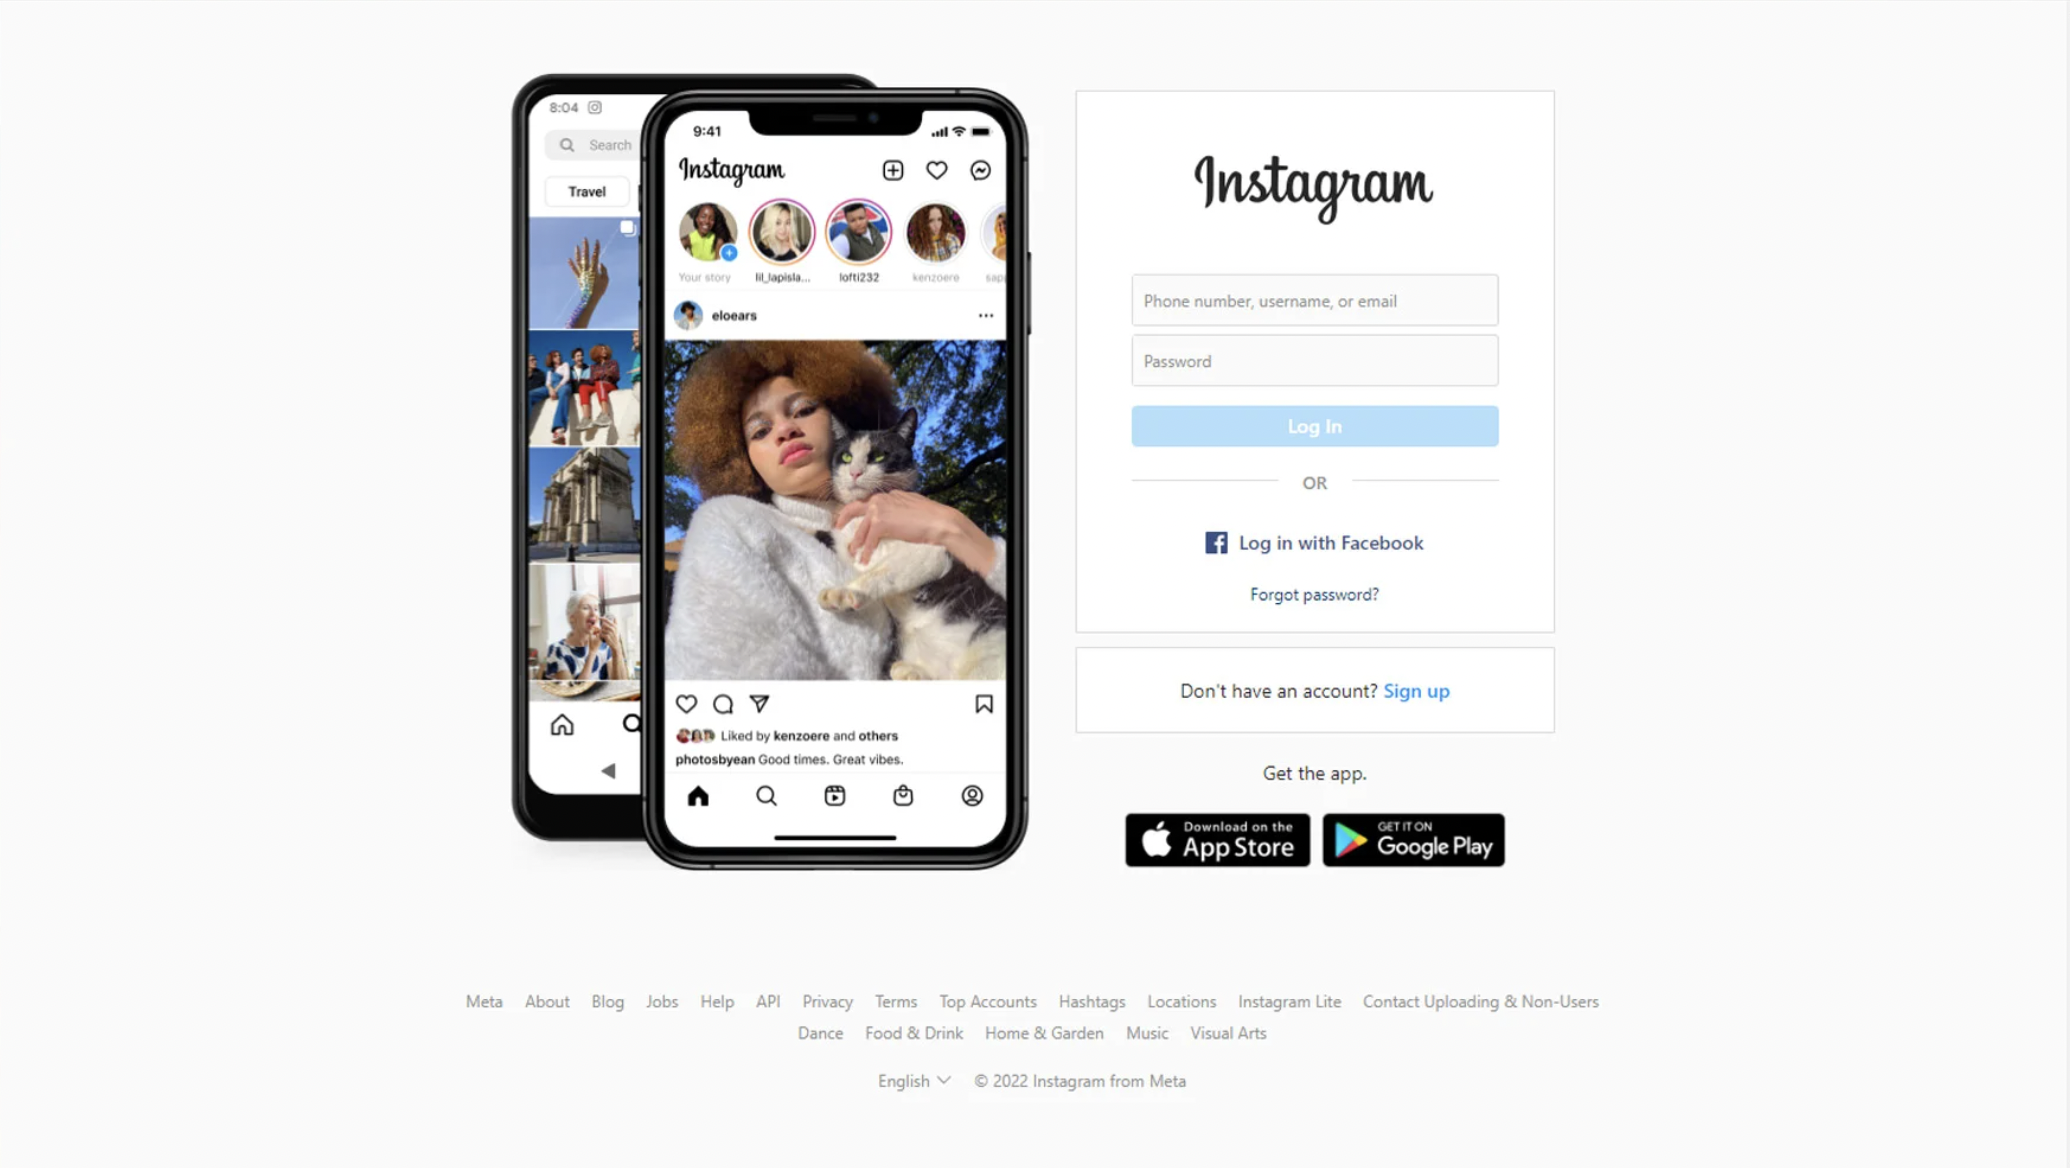 8:04
Search
Travel
9:41
Instagram
Your story
lil_lapisla...
lofti232
kenzoere
eloears
Liked by kenzoere and others
photosbyean Good times. Great vibes.
Instagram
Phone number, username, or email
Password
Log In
OR
Log in with Facebook
Forgot password?
Don't have an account? Sign up
Get the app.
Download on the
App Store
GET IT ON
Google Play
Meta About Blog Jobs Help API Privacy Terms Top Accounts Hashtags Locations Instagram Lite Contact Uploading & Non-Users
Dance Food & Drink Home & Garden Music Visual Arts
English © 2022 Instagram from Meta